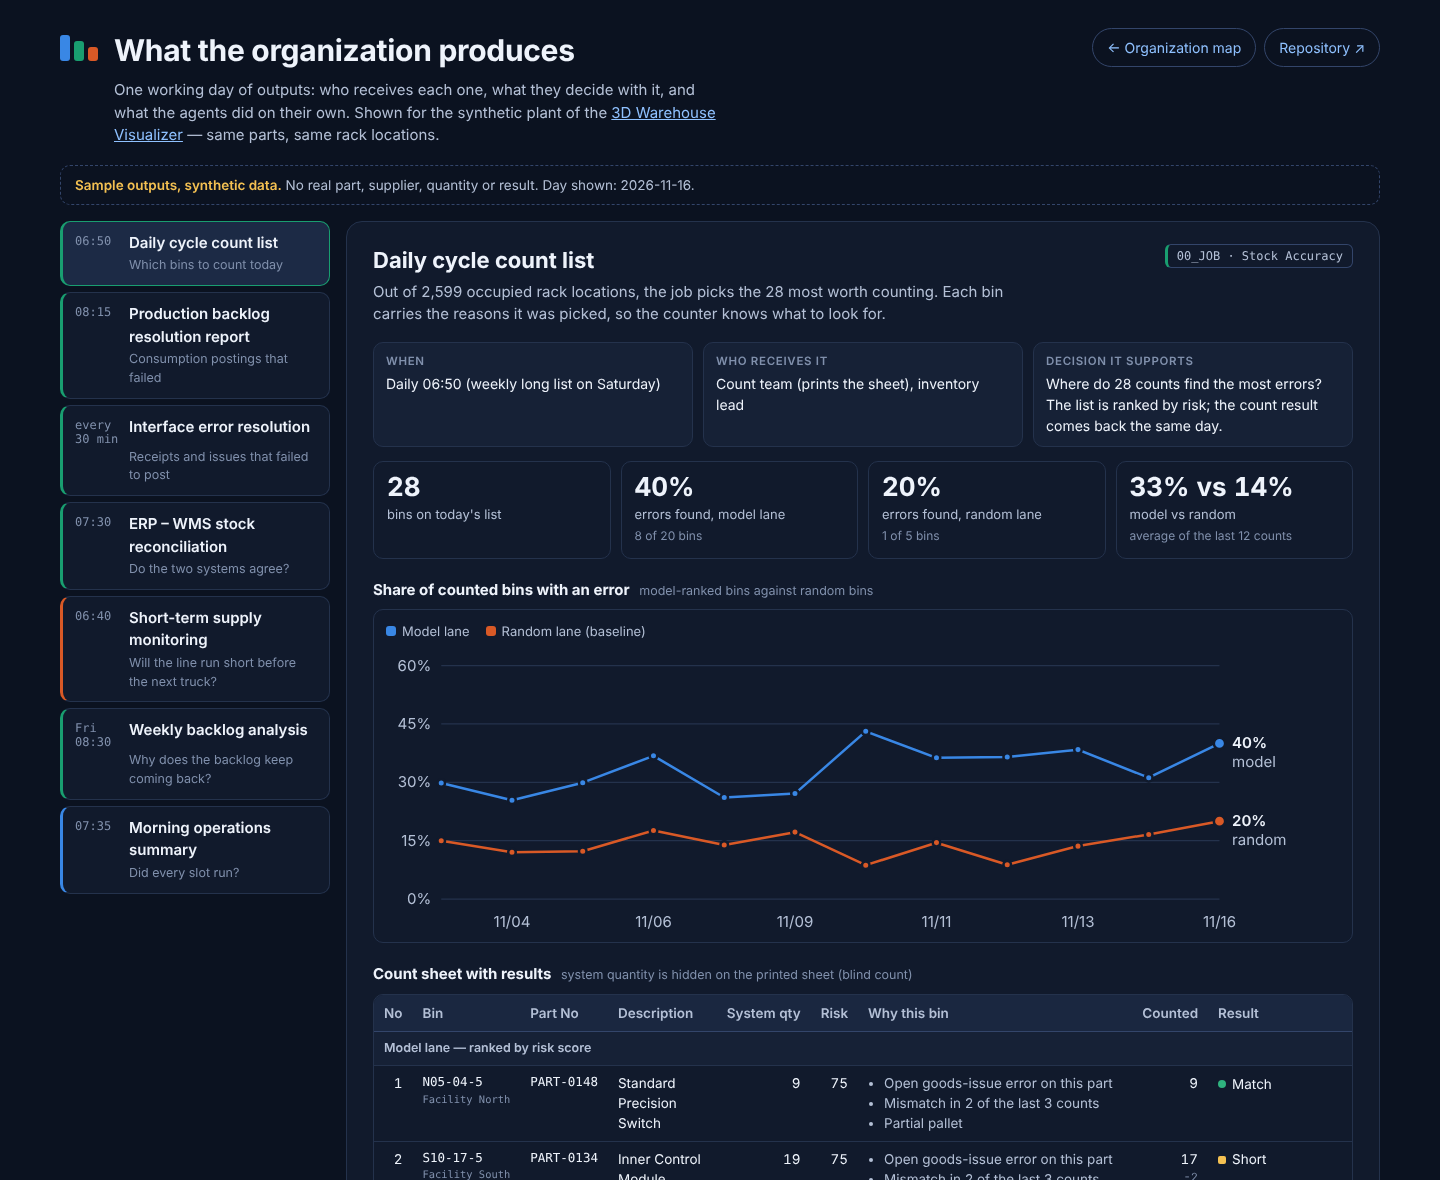 What the organization produces
← Organization map
Repository ↗
One working day of outputs: who receives each one, what they decide with it, and
what the agents did on their own. Shown for the synthetic plant of the 3D Warehouse
Visualizer — same parts, same rack locations.
Sample outputs, synthetic data. No real part, supplier, quantity or result. Day shown: 2026-11-16.
06:50 Daily cycle count list
Which bins to count today
08:15 Production backlog
resolution report
Consumption postings that
failed
every Interface error resolution
30 min
Receipts and issues that failed
to post
07:30 ERP – WMS stock
reconciliation
Do the two systems agree?
06:40 Short-term supply
monitoring
Will the line run short before
the next truck?
Fri Weekly backlog analysis
08:30
Why does the backlog keep
coming back?
07:35 Morning operations
summary
Did every slot run?
Daily cycle count list
00_JOB · Stock Accuracy
Out of 2,599 occupied rack locations, the job picks the 28 most worth counting. Each bin
carries the reasons it was picked, so the counter knows what to look for.
WHEN
Daily 06:50 (weekly long list on Saturday)
WHO RECEIVES IT
Count team (prints the sheet), inventory
lead
DECISION IT SUPPORTS
Where do 28 counts find the most errors?
The list is ranked by risk; the count result
comes back the same day.
28
bins on today's list
40%
errors found, model lane
8 of 20 bins
20%
errors found, random lane
1 of 5 bins
33% vs 14%
model vs random
average of the last 12 counts
Share of counted bins with an error model-ranked bins against random bins
Model lane Random lane (baseline)
60%
45%
40%
model
30%
20%
random
15%
0%
11/04 11/06 11/09 11/11 11/13 11/16
Count sheet with results system quantity is hidden on the printed sheet (blind count)
No Bin Part No Description System qty Risk Why this bin Counted Result
Model lane — ranked by risk score
1 N05-04-5 PART-0148 Standard 9 75 • Open goods-issue error on this part 9 Match
Facility North Precision • Mismatch in 2 of the last 3 counts
Switch • Partial pallet
2 S10-17-5 PART-0134 Inner Control 19 75 • Open goods-issue error on this part 17 Short
Facility South Module • Mismatch in 2 of the last 3 counts -2